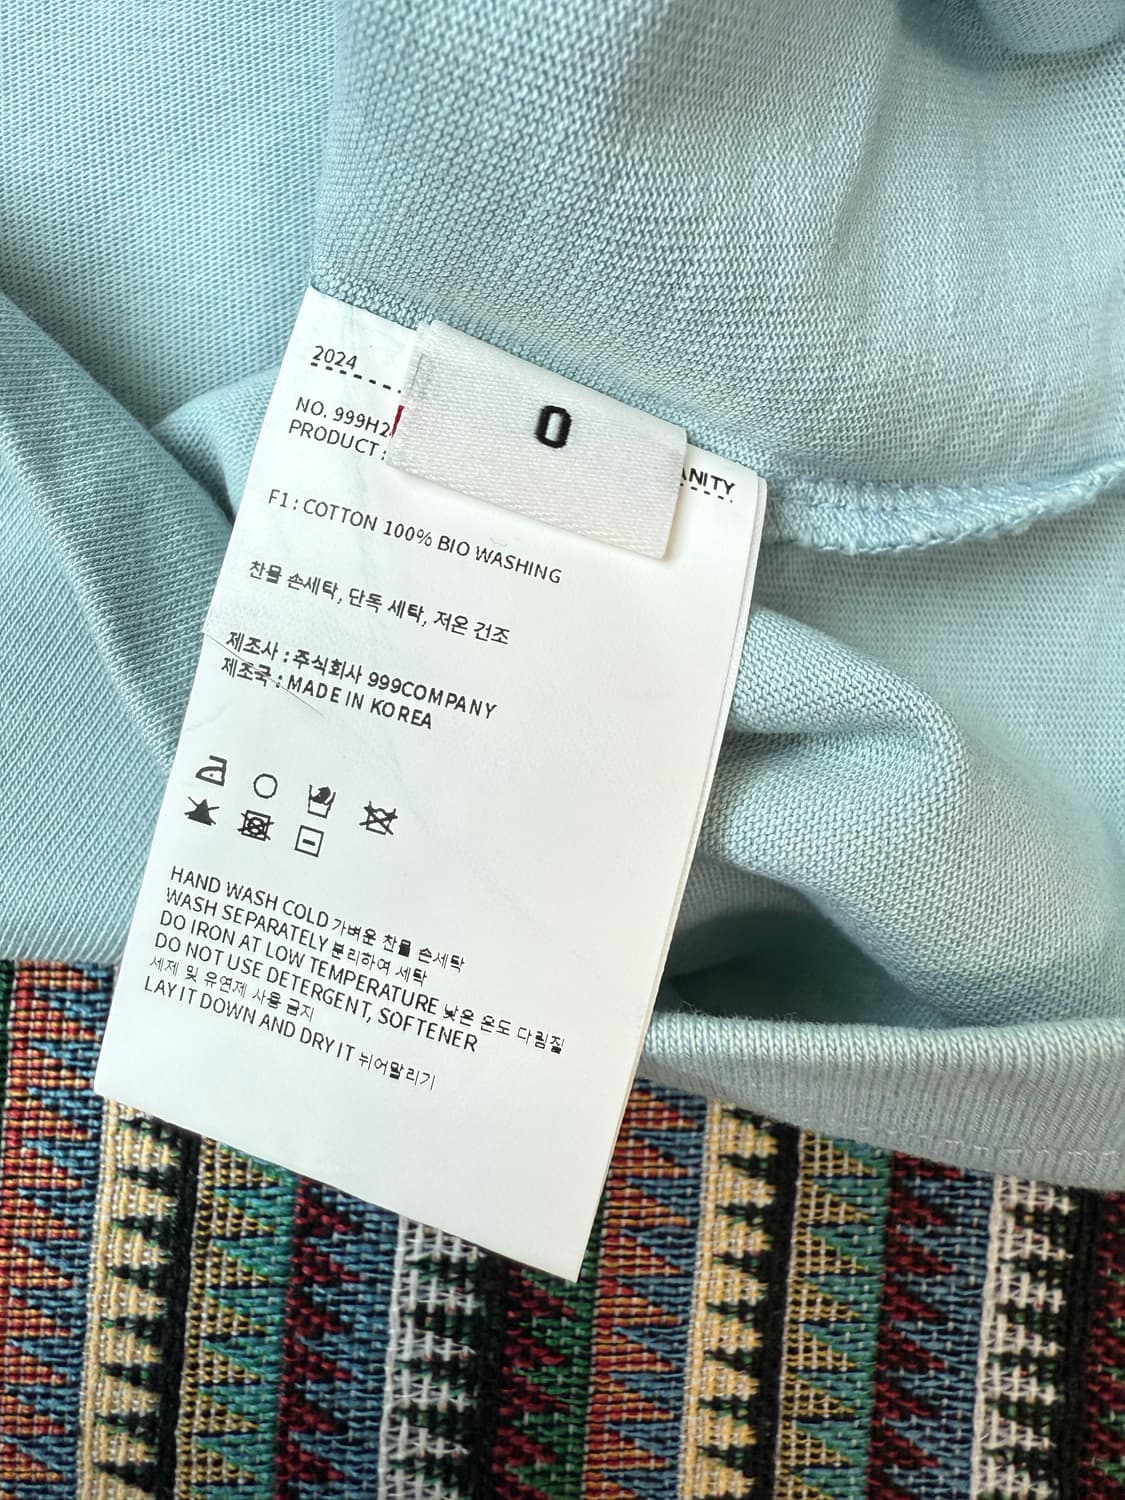 2024
0
NO. 999H2
PRODUCT :
ANITY
F1 : COTTON 100% BIO WASHING
찬물 손세탁, 단독 세탁, 저온 건조
제조사 : 주식회사 999COMPANY
제조국 : MADE IN KOREA
HAND WASH COLD 가벼운 찬물 손세탁
WASH SEPARATELY 분리하여 세탁
DO IRON AT LOW TEMPERATURE 낮은 온도 다림질
DO NOT USE DETERGENT, SOFTENER
세제 및 유연제 사용 금지
LAY IT DOWN AND DRY IT 뉘어말리기